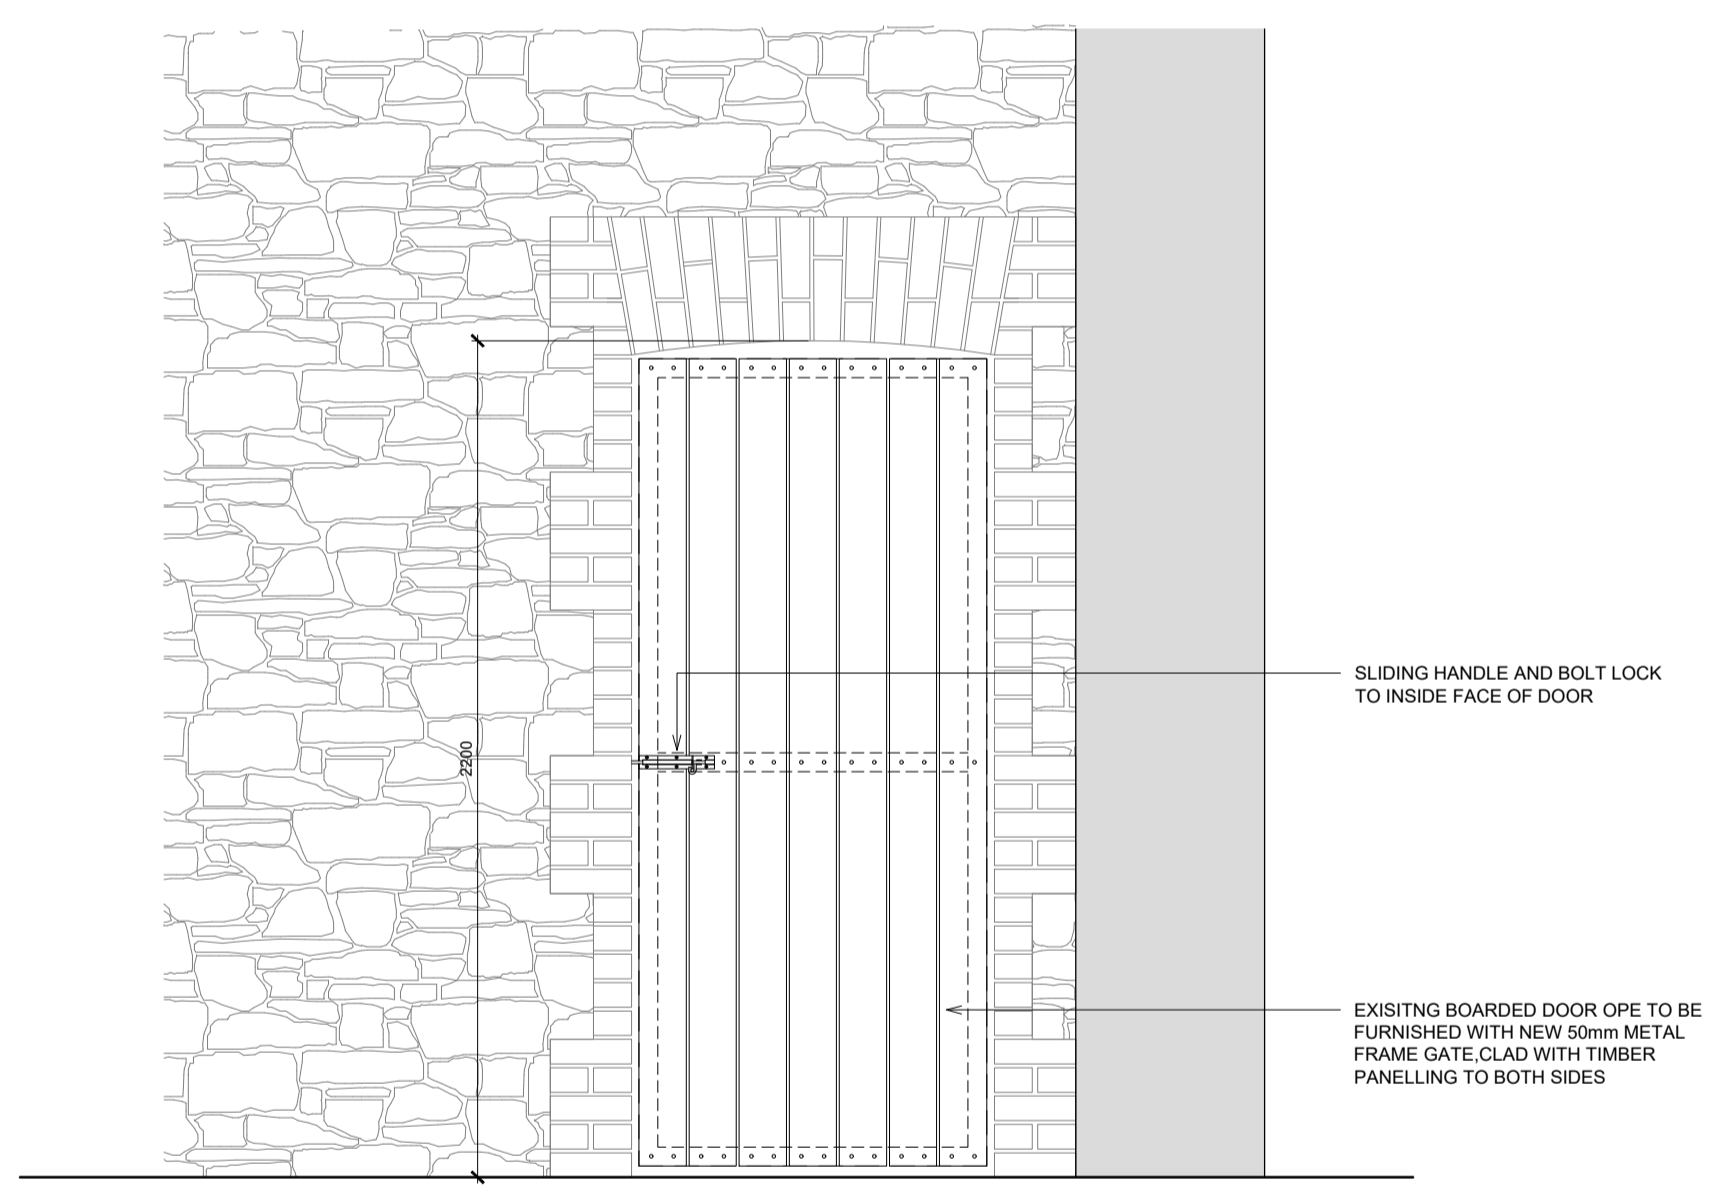 SLIDING HANDLE AND BOLT LOCK
TO INSIDE FACE OF DOOR
2200
EXISITNG BOARDED DOOR OPE TO BE
FURNISHED WITH NEW 50mm METAL
FRAME GATE,CLAD WITH TIMBER
PANELLING TO BOTH SIDES